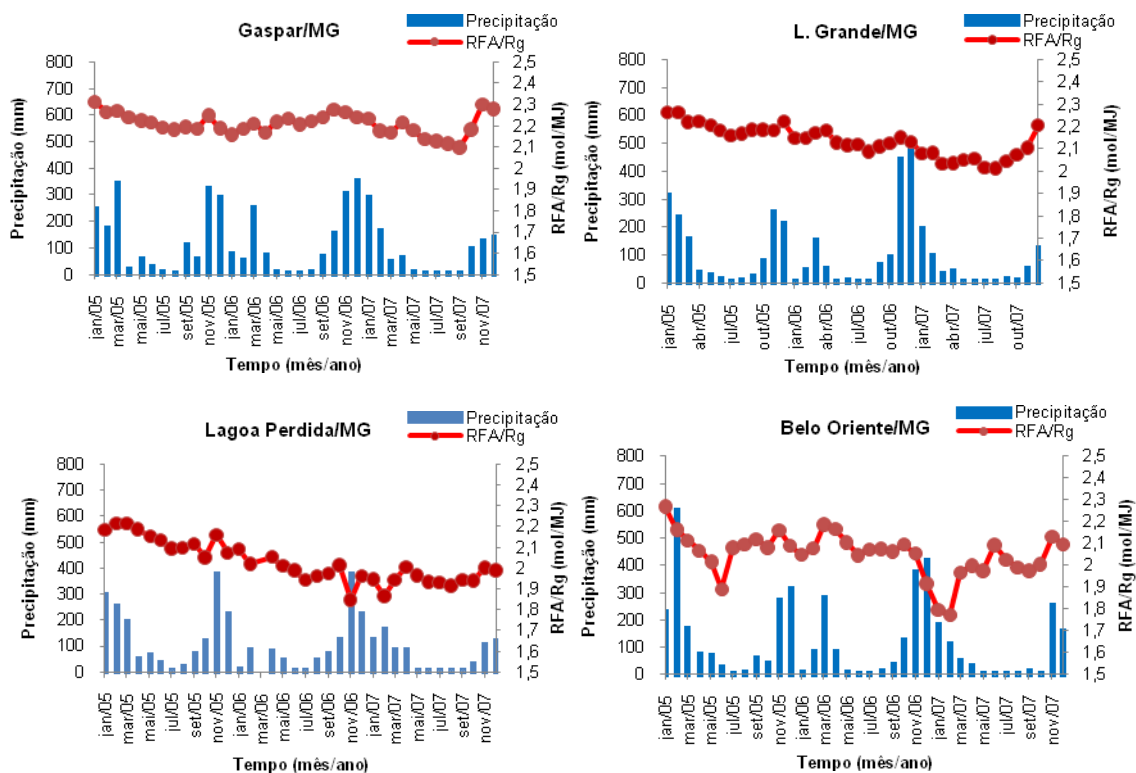 Gaspar/MG
Precipitação
RFA/Rg
Precipitação (mm)
800
700
600
500
400
300
200
100
0
2,5
2,4
2,3
2,2
2,1
2
1,9
1,8
1,7
1,6
1,5
RFA/Rg (mol/MJ)
jan/05
mar/05
mai/05
jul/05
set/05
nov/05
jan/06
mar/06
mai/06
jul/06
set/06
nov/06
jan/07
mar/07
mai/07
jul/07
set/07
nov/07
Tempo (mês/ano)
L. Grande/MG
Precipitação
RFA/Rg
Precipitação (mm)
800
700
600
500
400
300
200
100
0
2,5
2,4
2,3
2,2
2,1
2
1,9
1,8
1,7
1,6
1,5
RFA/Rg (mol/MJ)
jan/05
abr/05
jul/05
out/05
jan/06
abr/06
jul/06
out/06
jan/07
abr/07
jul/07
out/07
Tempo (mês/ano)
Lagoa Perdida/MG
Precipitação
RFA/Rg
Precipitação (mm)
800
700
600
500
400
300
200
100
0
2,5
2,4
2,3
2,2
2,1
2
1,9
1,8
1,7
1,6
1,5
RFA/Rg (mol/MJ)
jan/05
mar/05
mai/05
jul/05
set/05
nov/05
jan/06
mar/06
mai/06
jul/06
set/06
nov/06
jan/07
mar/07
mai/07
jul/07
set/07
nov/07
Tempo (mês/ano)
Belo Oriente/MG
Precipitação
RFA/Rg
Precipitação (mm)
800
700
600
500
400
300
200
100
0
2,5
2,4
2,3
2,2
2,1
2
1,9
1,8
1,7
1,6
1,5
RFA/Rg (mol/MJ)
jan/05
mar/05
mai/05
jul/05
set/05
nov/05
jan/06
mar/06
mai/06
jul/06
set/06
nov/06
jan/07
mar/07
mai/07
jul/07
set/07
nov/07
Tempo (mês/ano)